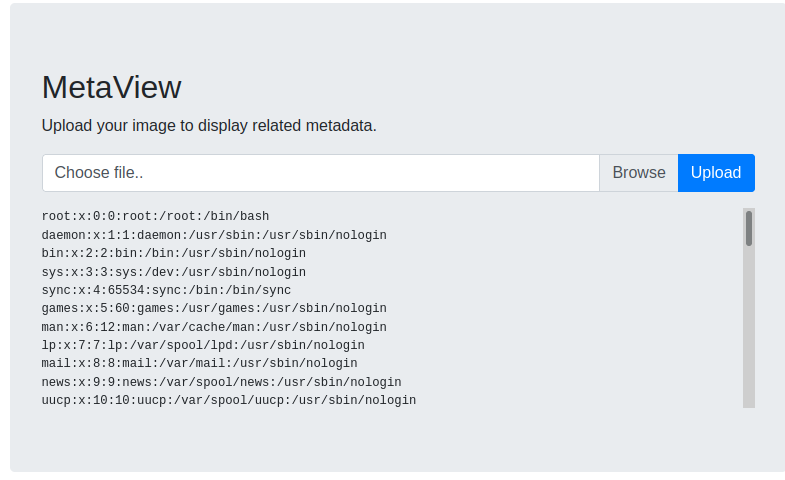 MetaView
Upload your image to display related metadata.
Choose file.. Browse Upload
root:x:0:0:root:/root:/bin/bash
daemon:x:1:1:daemon:/usr/sbin:/usr/sbin/nologin
bin:x:2:2:bin:/bin:/usr/sbin/nologin
sys:x:3:3:sys:/dev:/usr/sbin/nologin
sync:x:4:65534:sync:/bin:/bin/sync
games:x:5:60:games:/usr/games:/usr/sbin/nologin
man:x:6:12:man:/var/cache/man:/usr/sbin/nologin
lp:x:7:7:lp:/var/spool/lpd:/usr/sbin/nologin
mail:x:8:8:mail:/var/mail:/usr/sbin/nologin
news:x:9:9:news:/var/spool/news:/usr/sbin/nologin
uucp:x:10:10:uucp:/var/spool/uucp:/usr/sbin/nologin